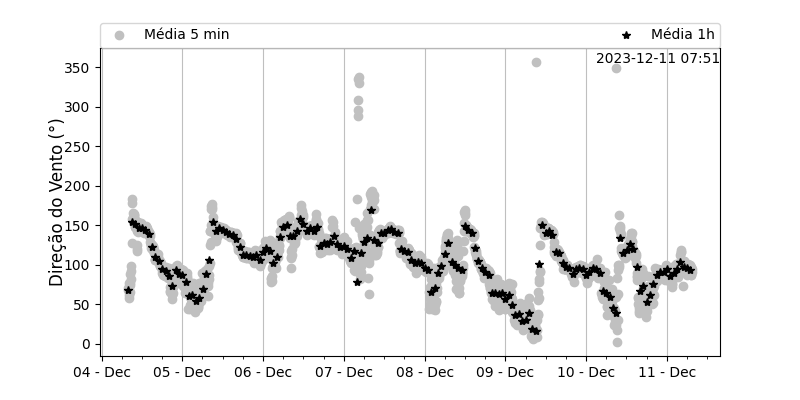 Média 5 min
Média 1h
2023-12-11 07:51
Direção do Vento (°)
350
300
250
200
150
100
50
0
04 - Dec
05 - Dec
06 - Dec
07 - Dec
08 - Dec
09 - Dec
10 - Dec
11 - Dec